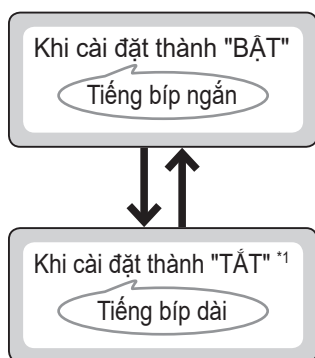 Khi cài đặt thành "BẬT"
Tiếng bíp ngắn
Khi cài đặt thành "TẮT" *1
Tiếng bíp dài